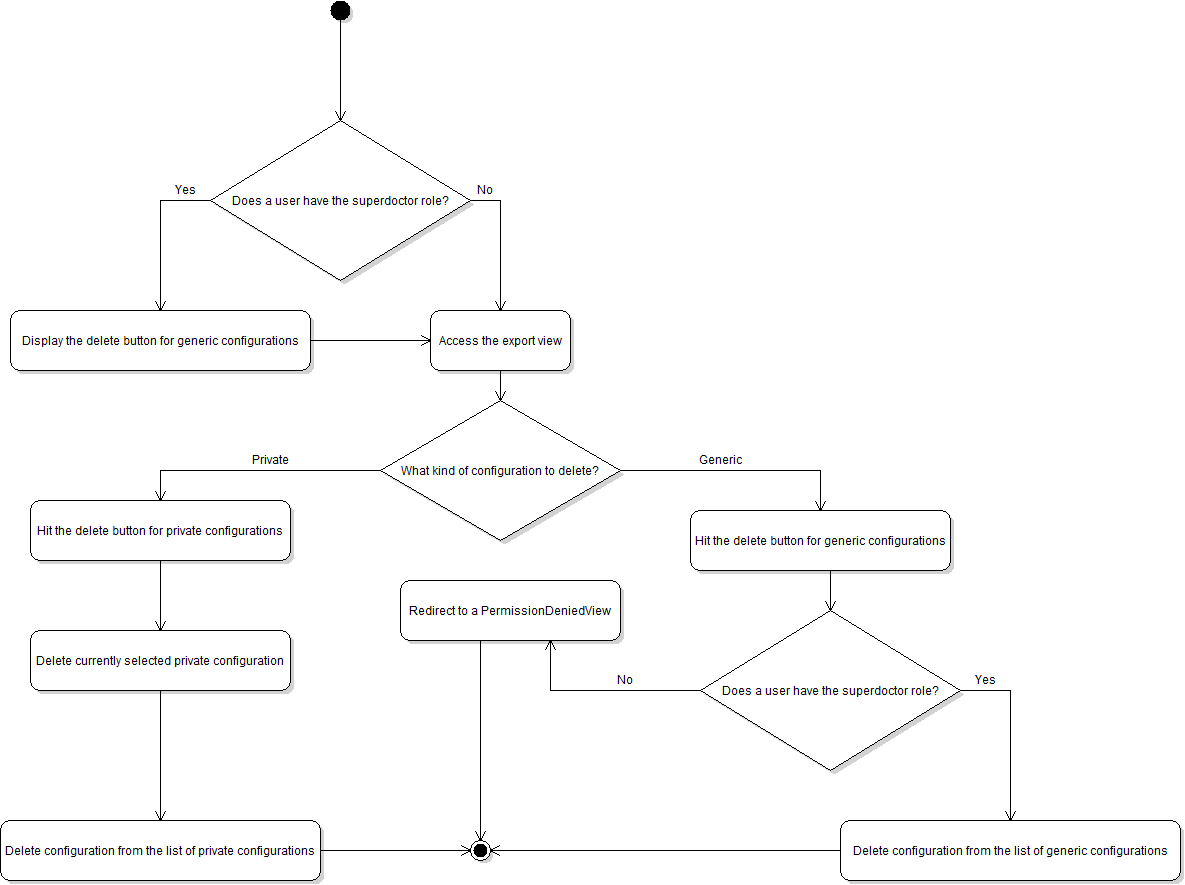 Yes
No
Does a user have the superdoctor role?
Display the delete button for generic configurations
Access the export view
Private
Generic
What kind of configuration to delete?
Hit the delete button for private configurations
Hit the delete button for generic configurations
Redirect to a PermissionDeniedView
Delete currently selected private configuration
No
Yes
Does a user have the superdoctor role?
Delete configuration from the list of private configurations
Delete configuration from the list of generic configurations